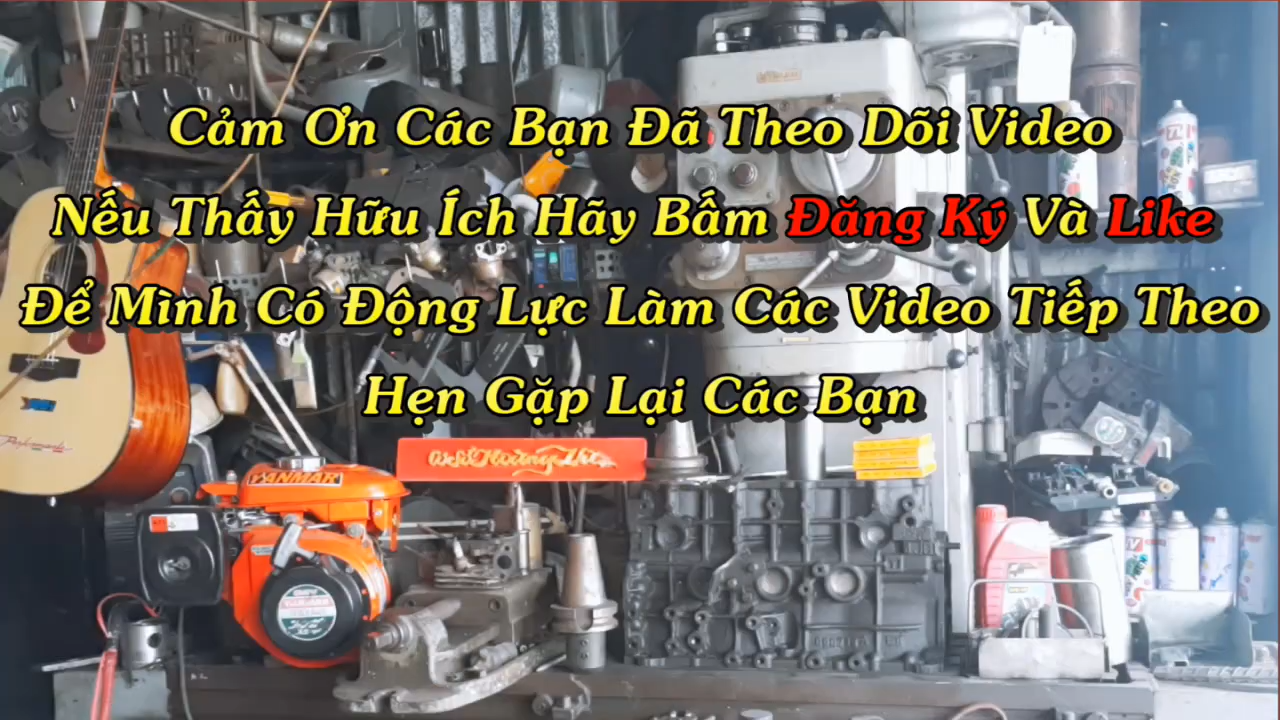 Cảm Ơn Các Bạn Đã Theo Dõi Video
Nếu Thấy Hữu Ích Hãy Bấm Đăng Ký Và Like
Để Mình Có Động Lực Làm Các Video Tiếp Theo
Hẹn Gặp Lại Các Bạn
YANMAR